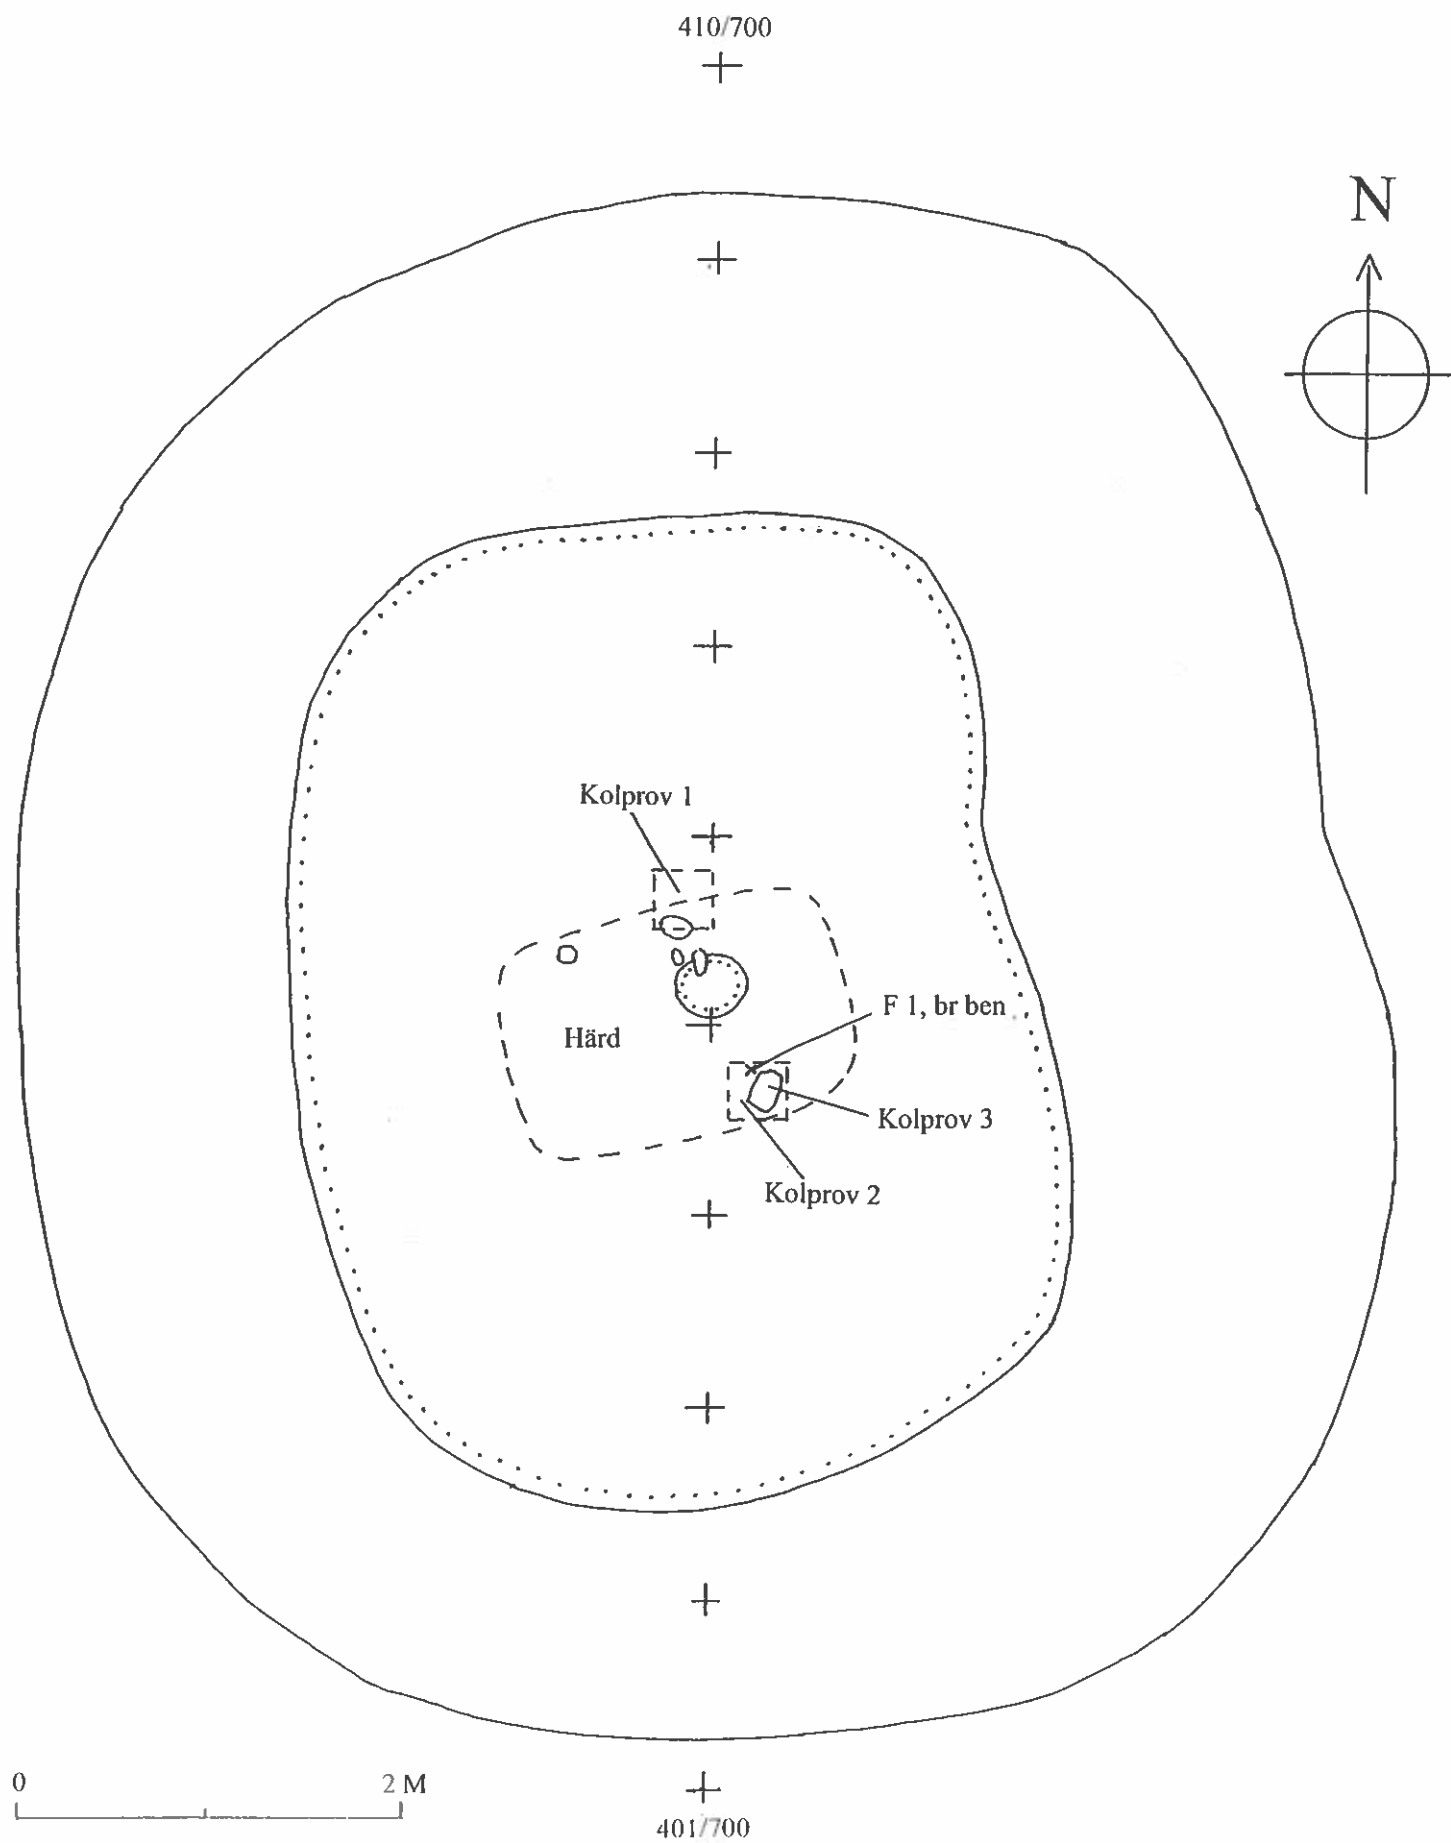 410/700
N
Kolprov 1
F 1, br ben
Härd
Kolprov 3
Kolprov 2
0 2 M
401/700